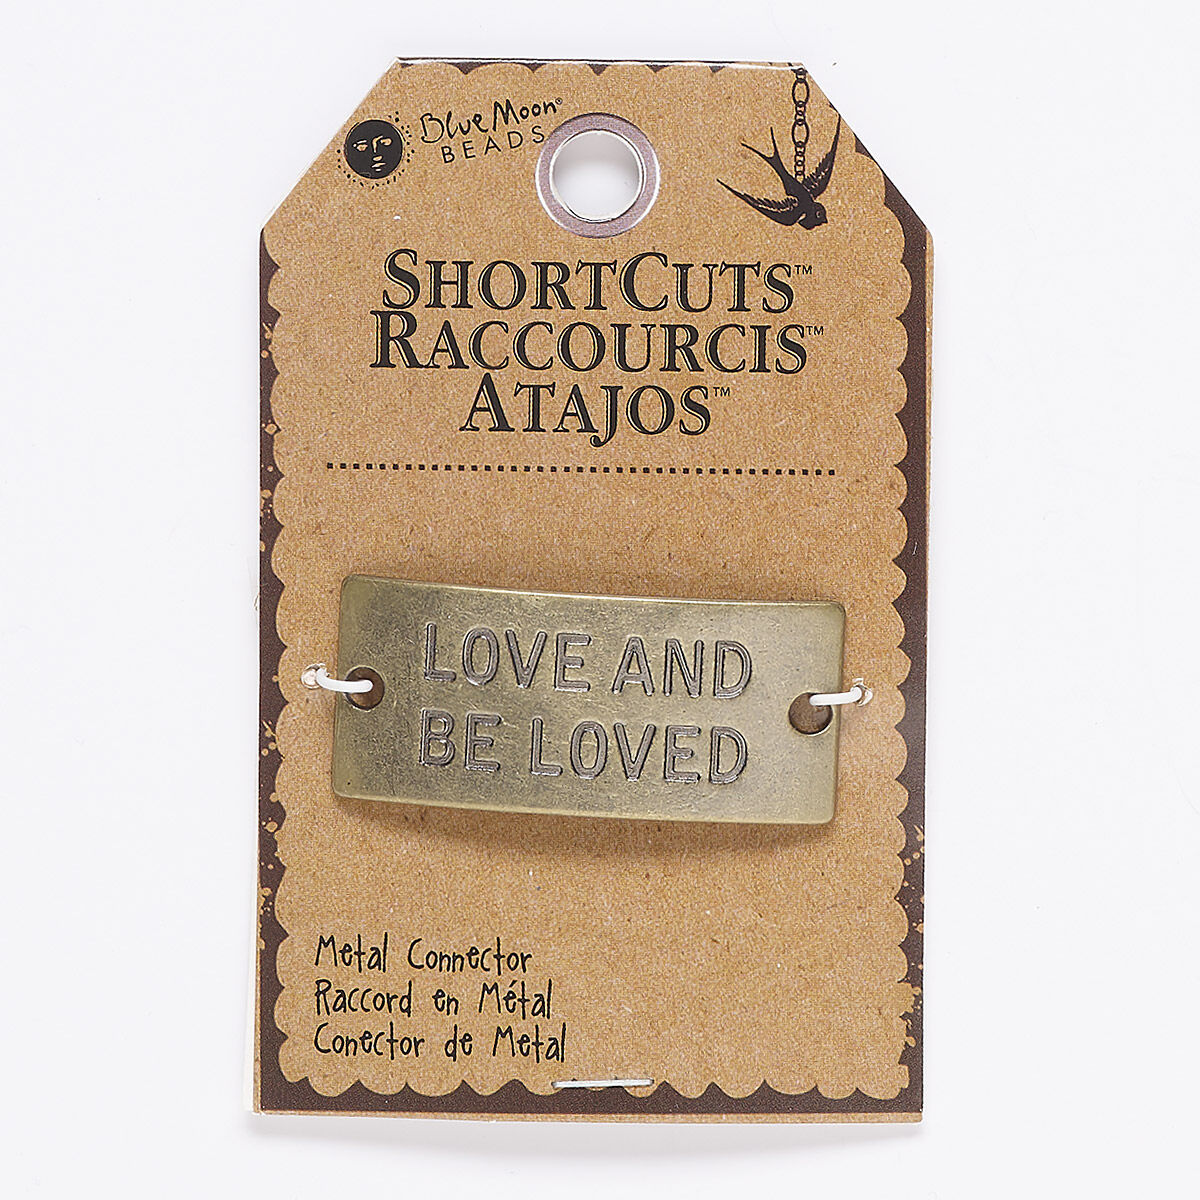 Blue Moon®
BEADS
SHORTCUTS™
RACCOURCIS™
ATAJOS™
LOVE AND
BE LOVED
Metal Connector
Raccord en Métal
Conector de Metal